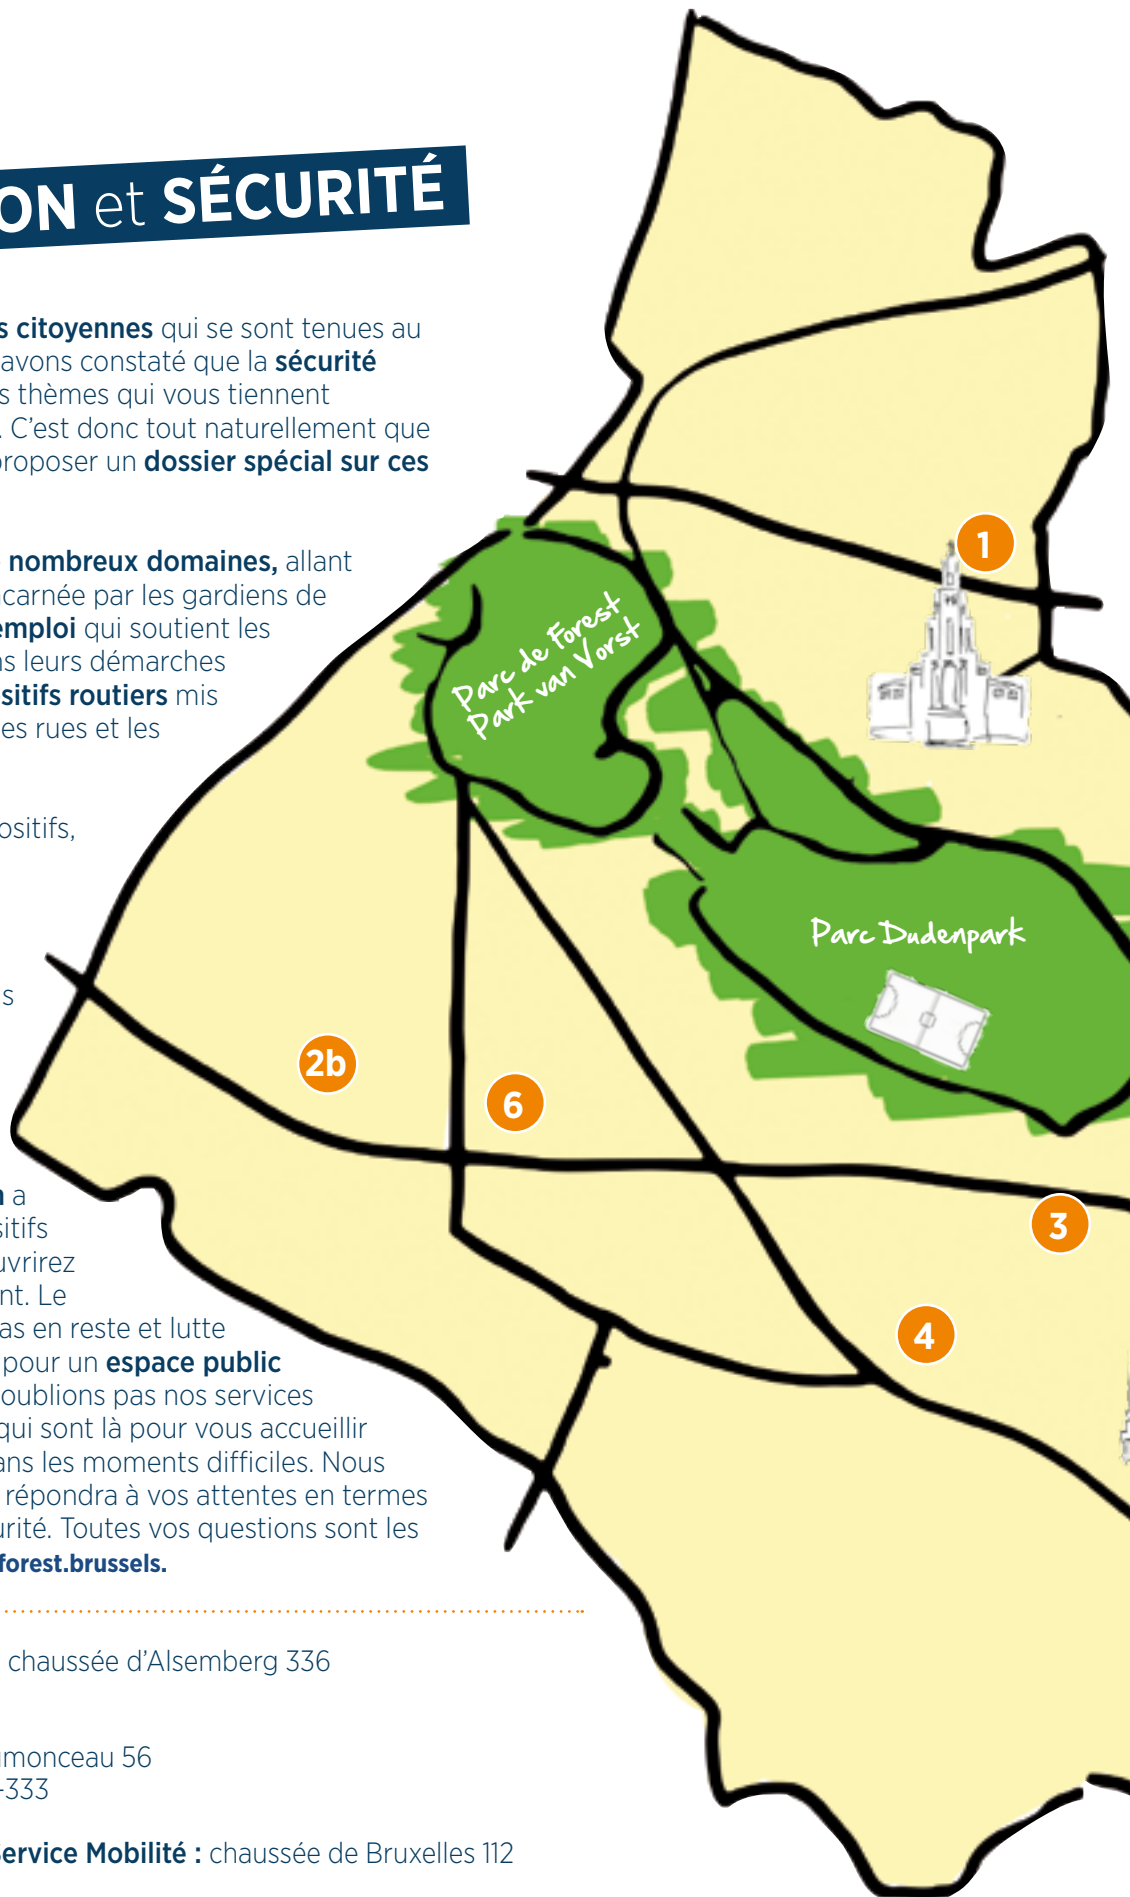 ON et SÉCURITÉ
s citoyennes qui se sont tenues au
avons constaté que la sécurité
s thèmes qui vous tiennent
. C’est donc tout naturellement que
proposer un dossier spécial sur ces
nombreux domaines, allant
ncarnée par les gardiens de
emploi qui soutient les
ns leurs démarches
sitifs routiers mis
es rues et les
ositifs,
s
n a
sitifs
uvrirez
nt. Le
as en reste et lutte
pour un espace public
oublions pas nos services
qui sont là pour vous accueillir
ans les moments difficiles. Nous
répondra à vos attentes en termes
urité. Toutes vos questions sont les
forest.brussels.
chaussée d’Alsemberg 336
umonceau 56
-333
Service Mobilité : chaussée de Bruxelles 112
1
Parc de Forest
Park van Vorst
Parc Dudenpark
2b
6
3
4